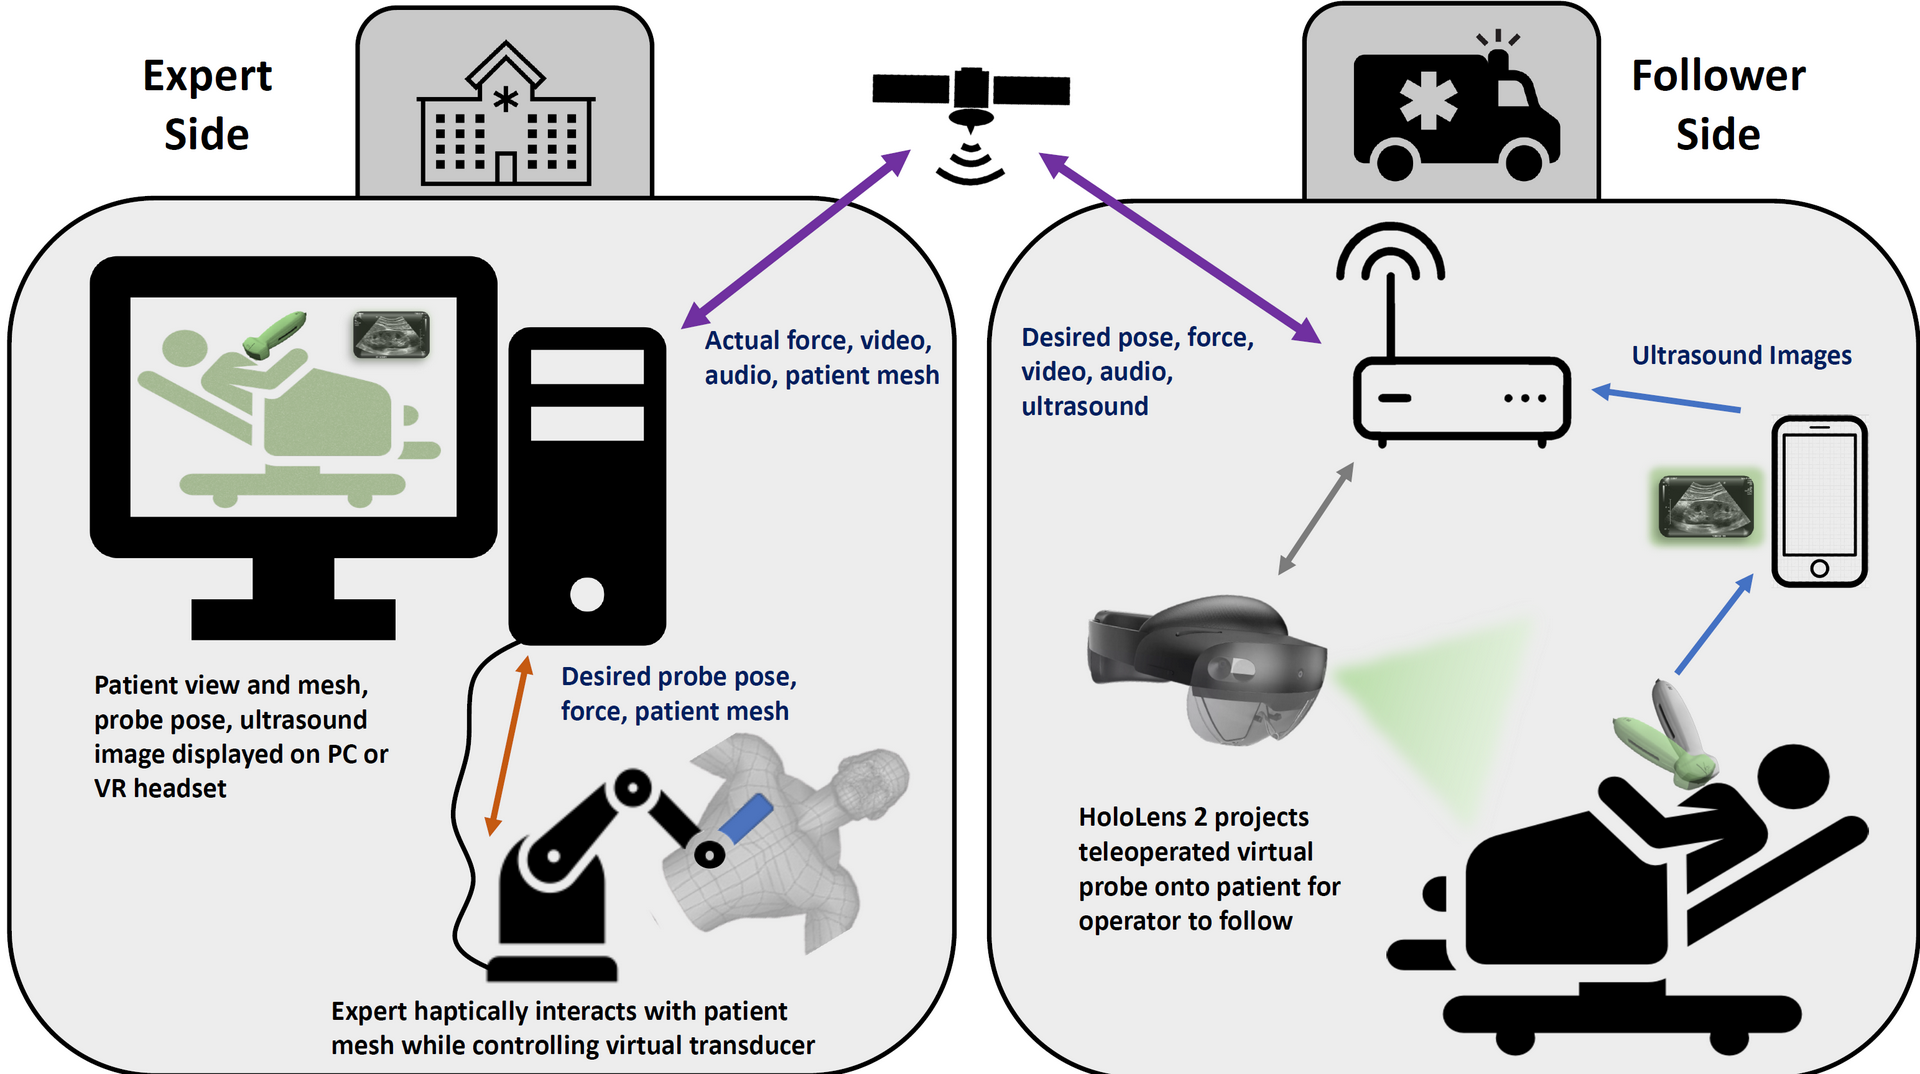 Expert
Side
Follower
Side
Actual force, video,
audio, patient mesh
Desired pose, force,
video, audio,
ultrasound
Ultrasound Images
Patient view and mesh,
probe pose, ultrasound
image displayed on PC or
VR headset
Desired probe pose,
force, patient mesh
HoloLens 2 projects
teleoperated virtual
probe onto patient for
operator to follow
Expert haptically interacts with patient
mesh while controlling virtual transducer